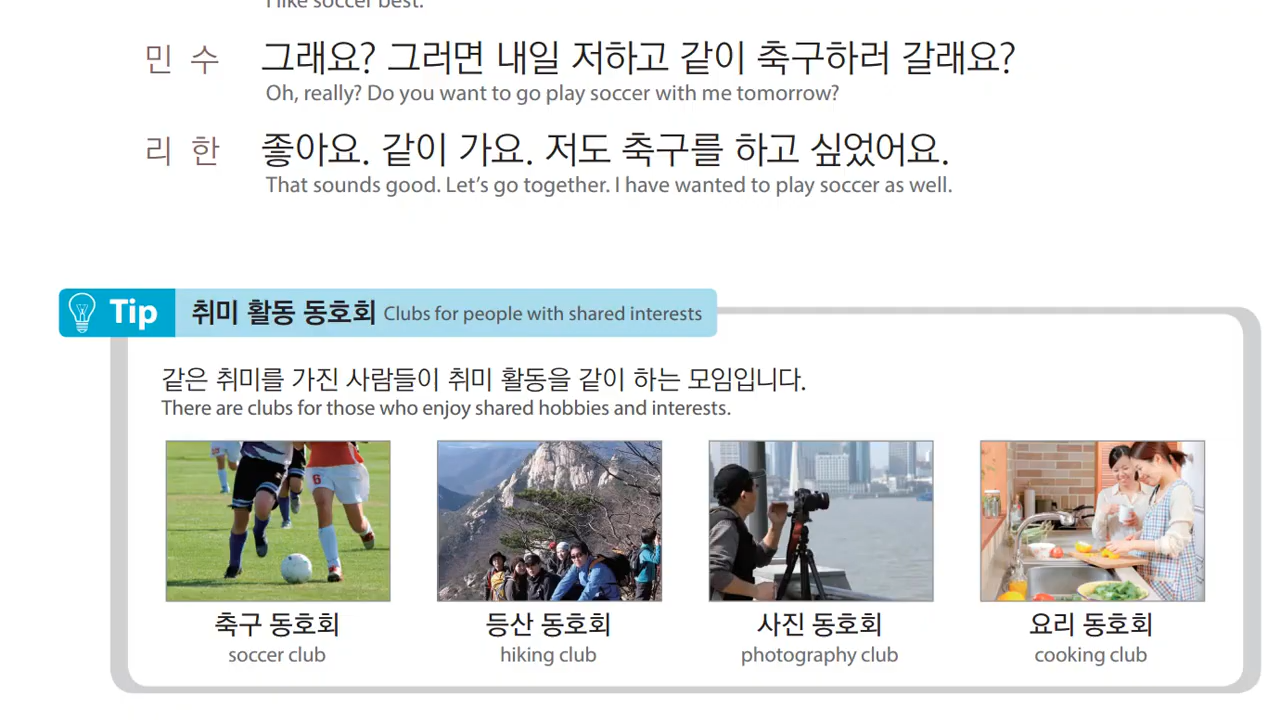 I like soccer best.
민 수 그래요? 그러면 내일 저하고 같이 축구하러 갈래요?
Oh, really? Do you want to go play soccer with me tomorrow?
리 한 좋아요. 같이 가요. 저도 축구를 하고 싶었어요.
That sounds good. Let's go together. I have wanted to play soccer as well.
Tip 취미 활동 동호회 Clubs for people with shared interests
같은 취미를 가진 사람들이 취미 활동을 같이 하는 모임입니다.
There are clubs for those who enjoy shared hobbies and interests.
6
축구 동호회 등산 동호회 사진 동호회 요리 동호회
soccer club hiking club photography club cooking club